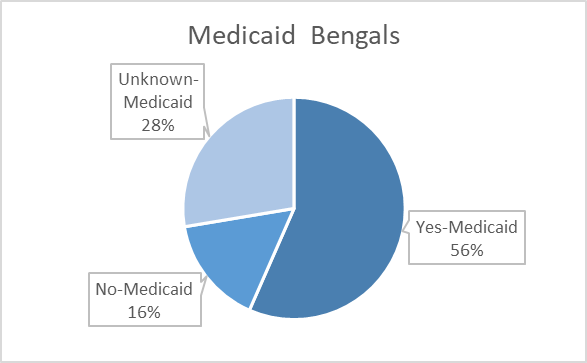 Medicaid Bengals
Unknown-
Medicaid
28%
Yes-Medicaid
56%
No-Medicaid
16%